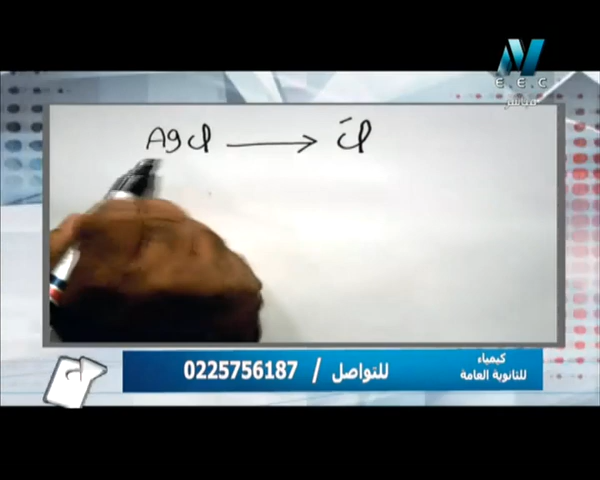 E.E.C
مباشر
AgCl → Cl⁻
كيمياء
للثانوية العامة
للتواصل / 0225756187